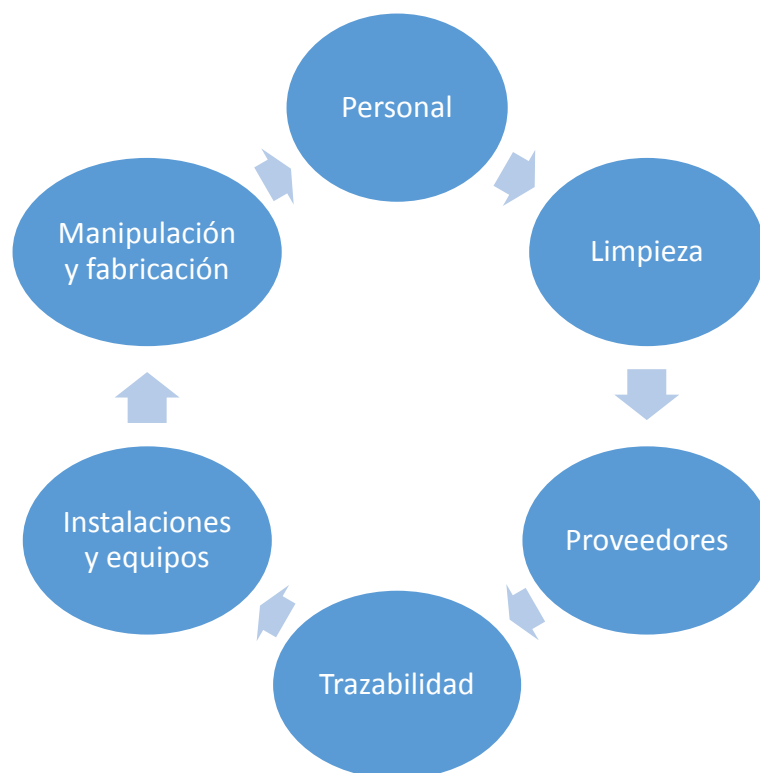 Personal
Limpieza
Proveedores
Trazabilidad
Instalaciones
y equipos
Manipulación
y fabricación